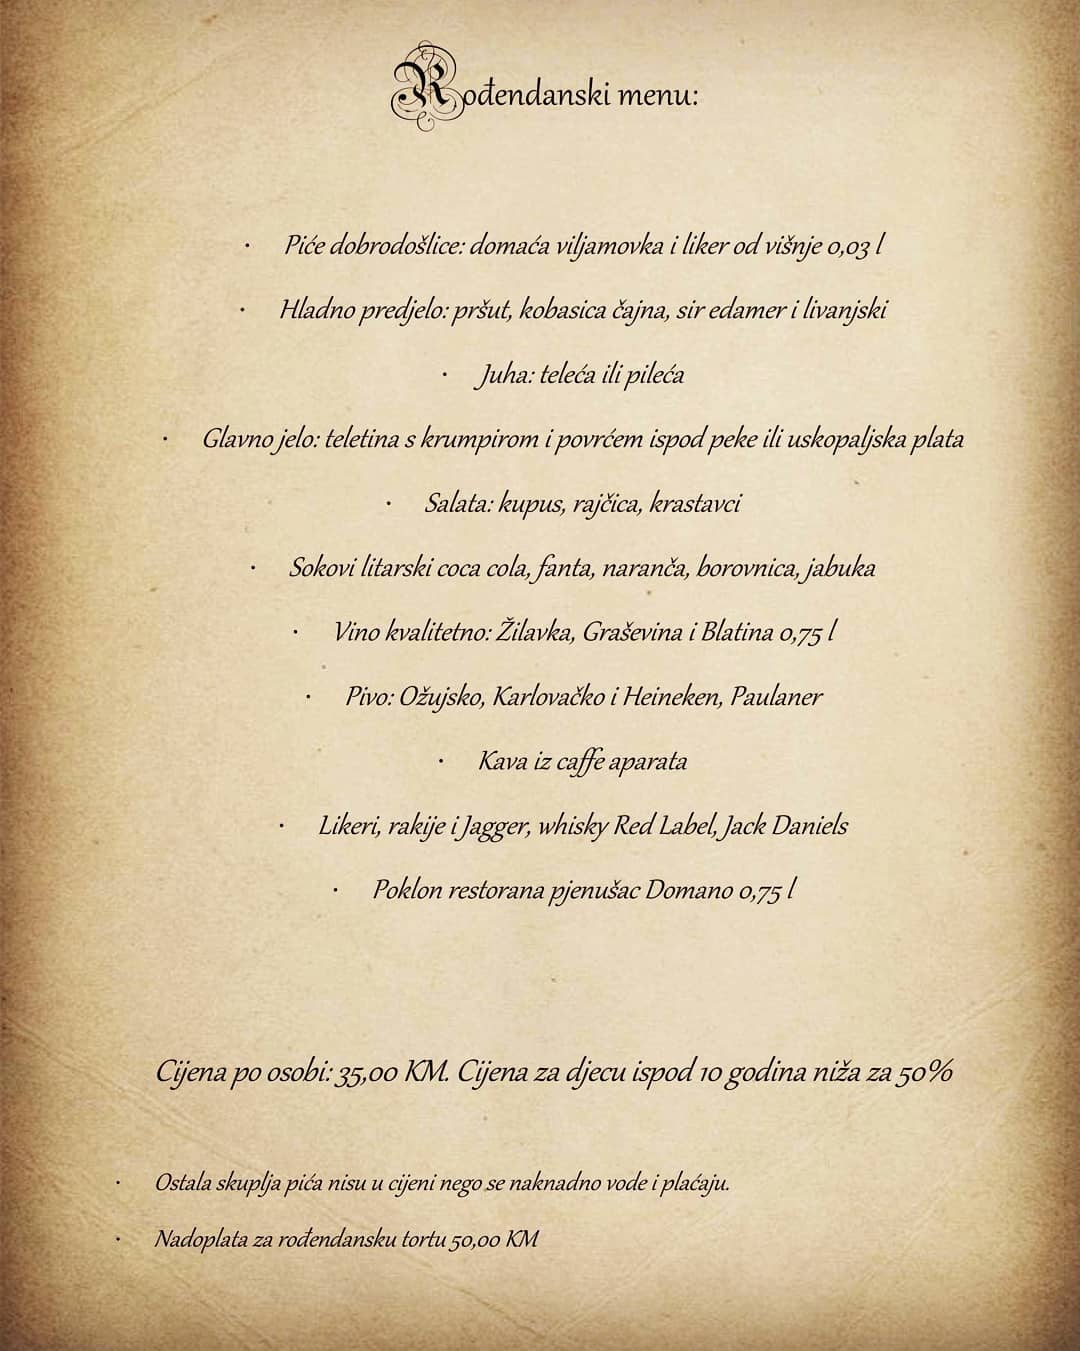 Rođendanski menu:
• Piće dobrodošlice: domaća viljamovka i liker od višnje 0,03 l
• Hladno predjelo: pršut, kobasica čajna, sir edamer i livanjski
• Juha: teleća ili pileća
• Glavno jelo: teletina s krumpirom i povrćem ispod peke ili uskopaljska plata
• Salata: kupus, rajčica, krastavci
• Sokovi litarski coca cola, fanta, naranča, borovnica, jabuka
• Vino kvalitetno: Žilavka, Graševina i Blatina 0,75 l
• Pivo: Ožujsko, Karlovačko i Heineken, Paulaner
• Kava iz caffe aparata
• Likeri, rakije i Jagger, whisky Red Label, Jack Daniels
• Poklon restorana pjenušac Domano 0,75 l
Cijena po osobi: 35,00 KM. Cijena za djecu ispod 10 godina niža za 50%
• Ostala skuplja pića nisu u cijeni nego se naknadno vode i plaćaju.
• Nadoplata za rođendansku tortu 50,00 KM